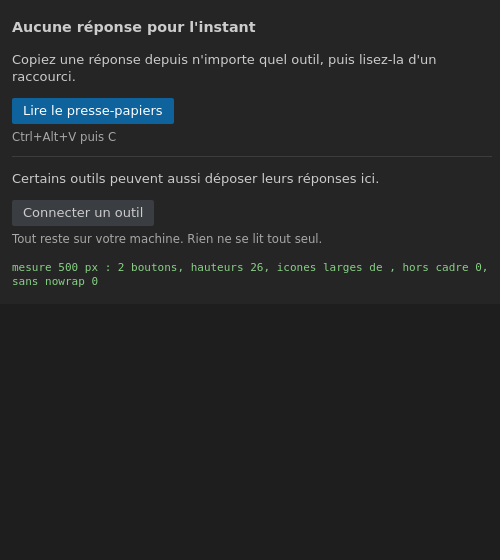 Aucune réponse pour l'instant
Copiez une réponse depuis n'importe quel outil, puis lisez-la d'un
raccourci.
Lire le presse-papiers
Ctrl+Alt+V puis C
Certains outils peuvent aussi déposer leurs réponses ici.
Connecter un outil
Tout reste sur votre machine. Rien ne se lit tout seul.
mesure 500 px : 2 boutons, hauteurs 26, icones larges de , hors cadre 0,
sans nowrap 0